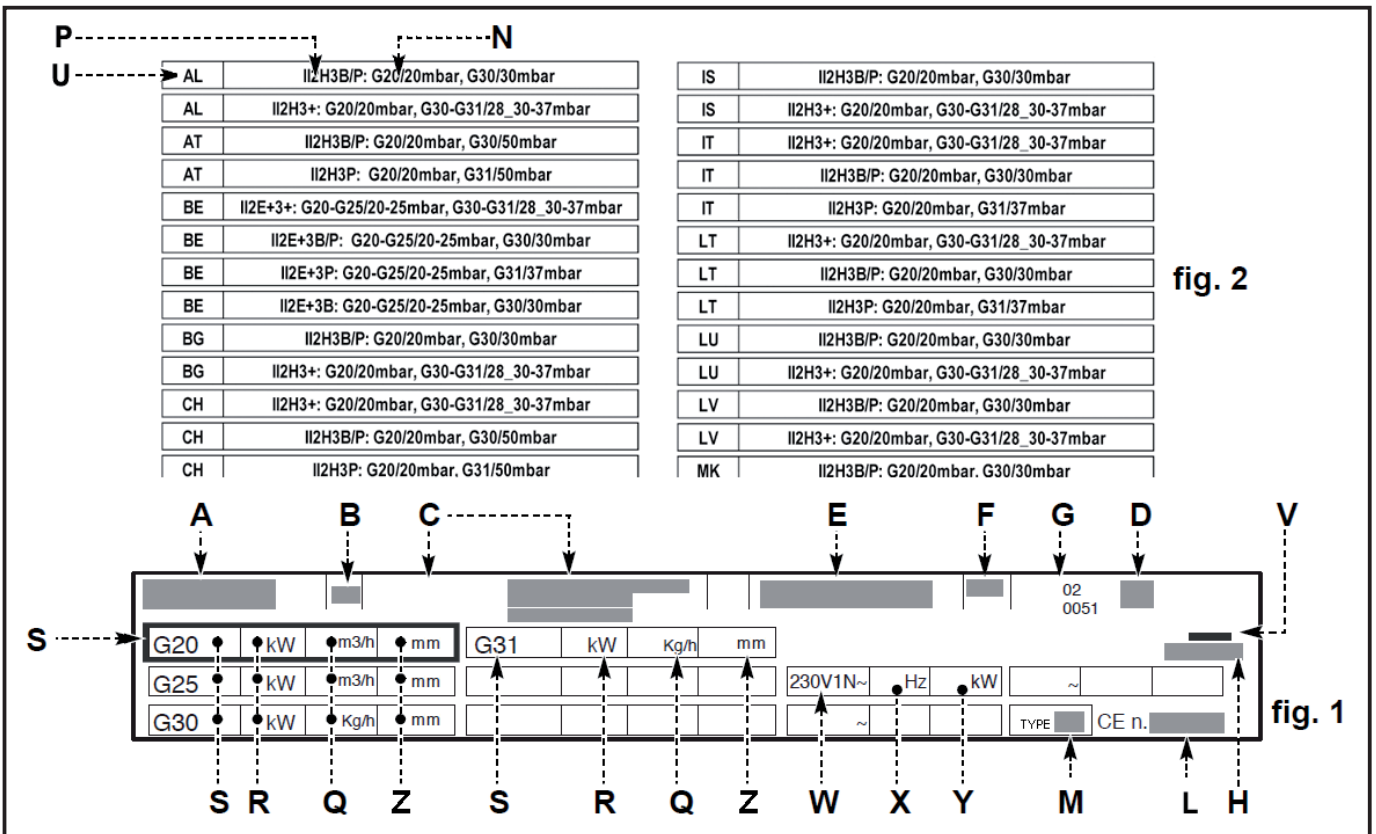 P N
U
AL II2H3B/P: G20/20mbar, G30/30mbar
AL II2H3+: G20/20mbar, G30-G31/28_30-37mbar
AT II2H3B/P: G20/20mbar, G30/50mbar
AT II2H3P: G20/20mbar, G31/50mbar
BE II2E+3+: G20-G25/20-25mbar, G30-G31/28_30-37mbar
BE II2E+3B/P: G20-G25/20-25mbar, G30/30mbar
BE II2E+3P: G20-G25/20-25mbar, G31/37mbar
BE II2E+3B: G20-G25/20-25mbar, G30/30mbar
BG II2H3B/P: G20/20mbar, G30/30mbar
BG II2H3+: G20/20mbar, G30-G31/28_30-37mbar
CH II2H3+: G20/20mbar, G30-G31/28_30-37mbar
CH II2H3B/P: G20/20mbar, G30/50mbar
CH II2H3P: G20/20mbar, G31/50mbar
IS II2H3B/P: G20/20mbar, G30/30mbar
IS II2H3+: G20/20mbar, G30-G31/28_30-37mbar
IT II2H3+: G20/20mbar, G30-G31/28_30-37mbar
IT II2H3B/P: G20/20mbar, G30/30mbar
IT II2H3P: G20/20mbar, G31/37mbar
LT II2H3+: G20/20mbar, G30-G31/28_30-37mbar
LT II2H3B/P: G20/20mbar, G30/30mbar
LT II2H3P: G20/20mbar, G31/37mbar
LU II2H3B/P: G20/20mbar, G30/30mbar
LU II2H3+: G20/20mbar, G30-G31/28_30-37mbar
LV II2H3B/P: G20/20mbar, G30/30mbar
LV II2H3+: G20/20mbar, G30-G31/28_30-37mbar
MK II2H3B/P: G20/20mbar, G30/30mbar
fig. 2
A B C E F G D V
02
0051
S
G20 kW m3/h mm G31 kW Kg/h mm
G25 kW m3/h mm 230V1N~ Hz kW ~
G30 kW Kg/h mm ~ TYPE CE n.
fig. 1
S R Q Z S R Q Z W X Y M L H